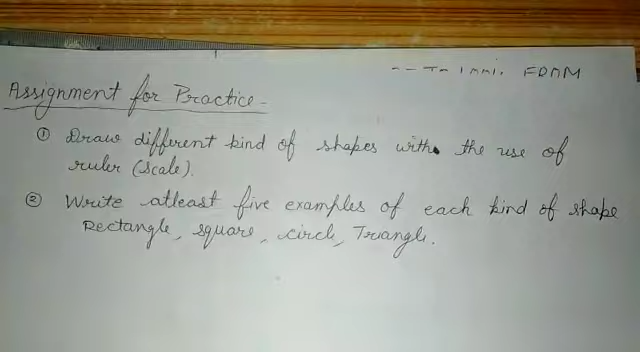 Assignment for Practice -
① Draw different kind of shapes with the use of
ruler (scale).
② Write atleast five examples of each kind of shape
Rectangle, square, circle, Triangle.